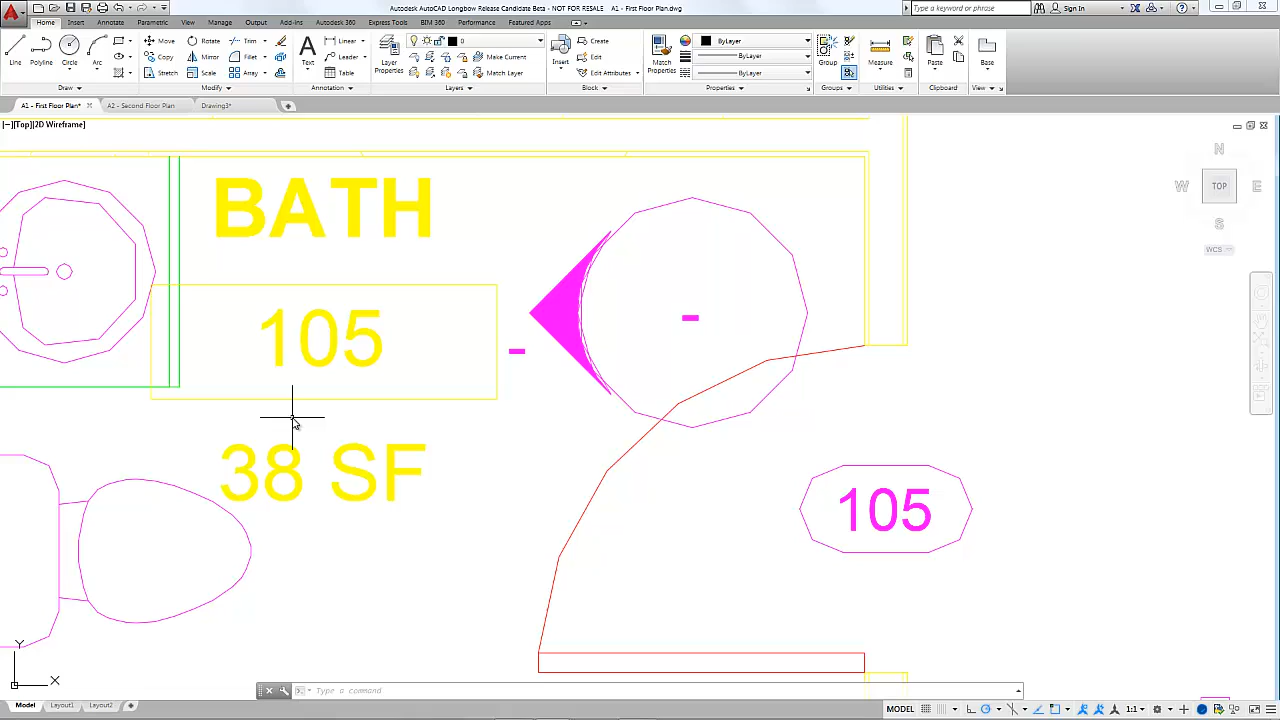 Autodesk AutoCAD Longbow Release Candidate Beta - NOT FOR RESALE   A1 - First Floor Plan.dwg
Type a keyword or phrase
Sign In
Home Insert Annotate Parametric View Manage Output Add-ins Autodesk 360 Express Tools BIM 360 Performance Featured Apps
Line Polyline Circle Arc
Move Rotate Trim
Copy Mirror Fillet
Stretch Scale Array
Text
Linear
Leader
Table
Layer Properties
0
Make Current
Match Layer
Insert
Create
Edit
Edit Attributes
Match Properties
ByLayer
ByLayer
ByLayer
Group
Measure
Paste
Base
Draw Modify Annotation Layers Block Properties Groups Utilities Clipboard View
A1 - First Floor Plan* A2 - Second Floor Plan Drawing3*
[−][Top][2D Wireframe]
N
W TOP E
S
WCS
BATH
105
-
-
38 SF
105
Y
X
Type a command
Model Layout1 Layout2
MODEL
1:1